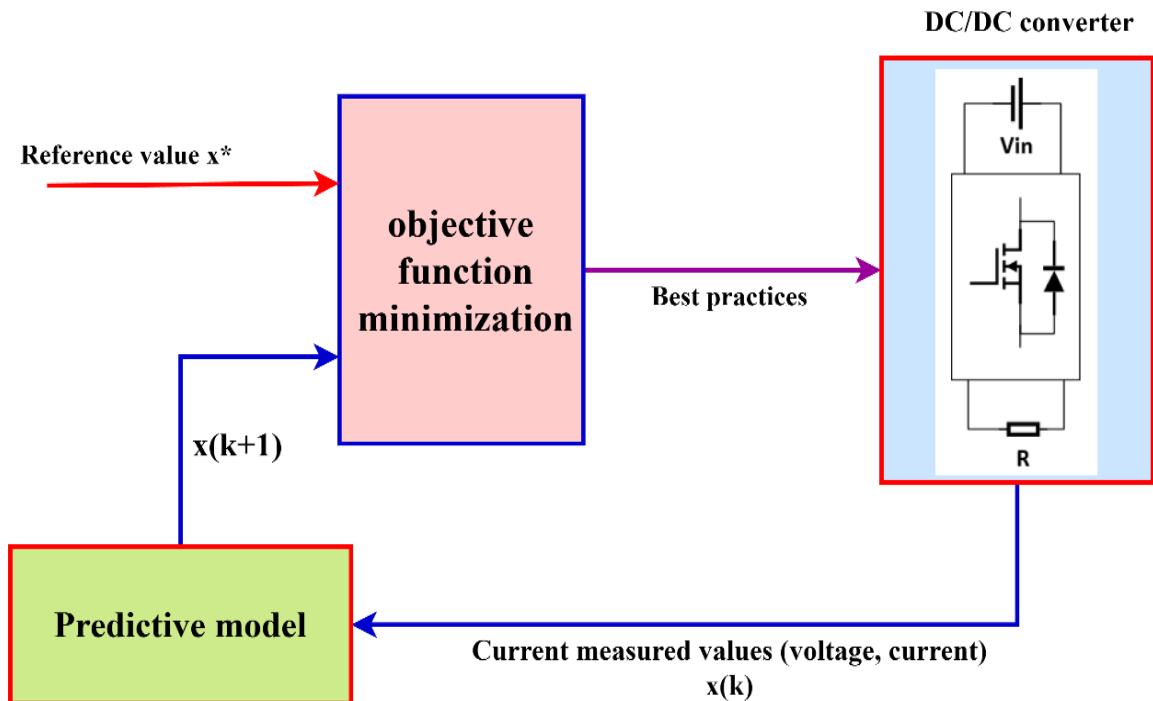 DC/DC converter
Vin
Reference value x*
objective
function
minimization
Best practices
R
x(k+1)
Predictive model
Current measured values (voltage, current)
x(k)